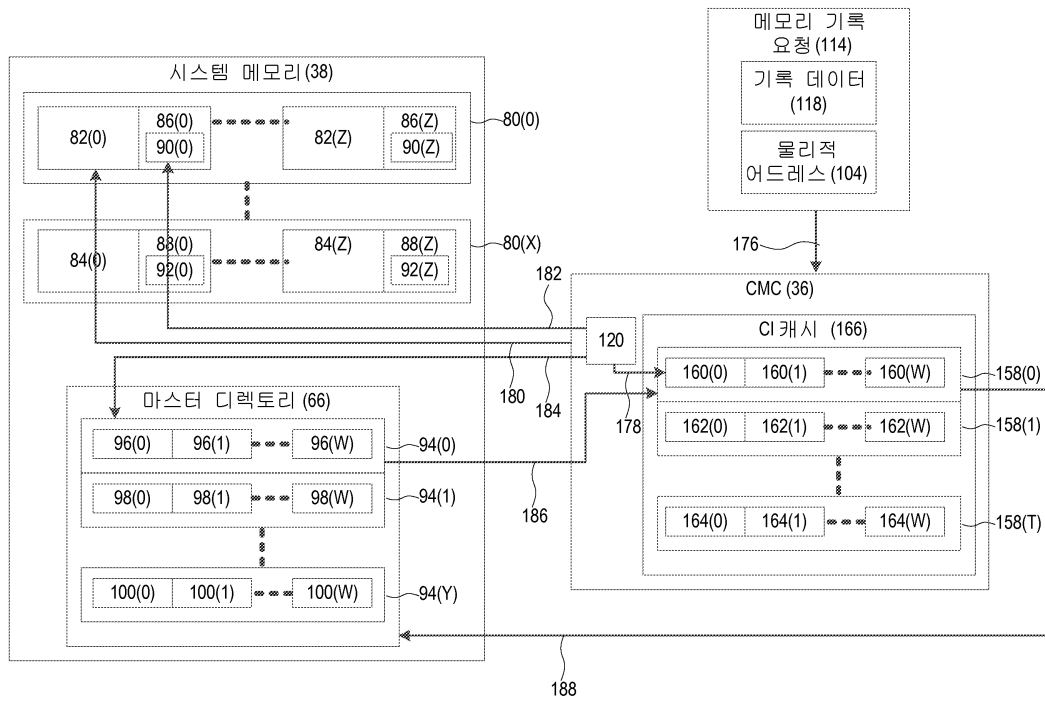 메모리 기록
요청 (114)
기록 데이터
(118)
물리적
어드레스 (104)
176
시스템 메모리 (38)
82(0)
86(0)
90(0)
82(Z)
86(Z)
90(Z)
80(0)
84(0)
88(0)
92(0)
84(Z)
88(Z)
92(Z)
80(X)
182
180
184
CMC (36)
120
178
CI 캐시 (166)
160(0) 160(1) 160(W)
158(0)
162(0) 162(1) 162(W)
158(1)
164(0) 164(1) 164(W)
158(T)
마스터 디렉토리 (66)
96(0) 96(1) 96(W)
94(0)
98(0) 98(1) 98(W)
94(1)
100(0) 100(1) 100(W)
94(Y)
186
188